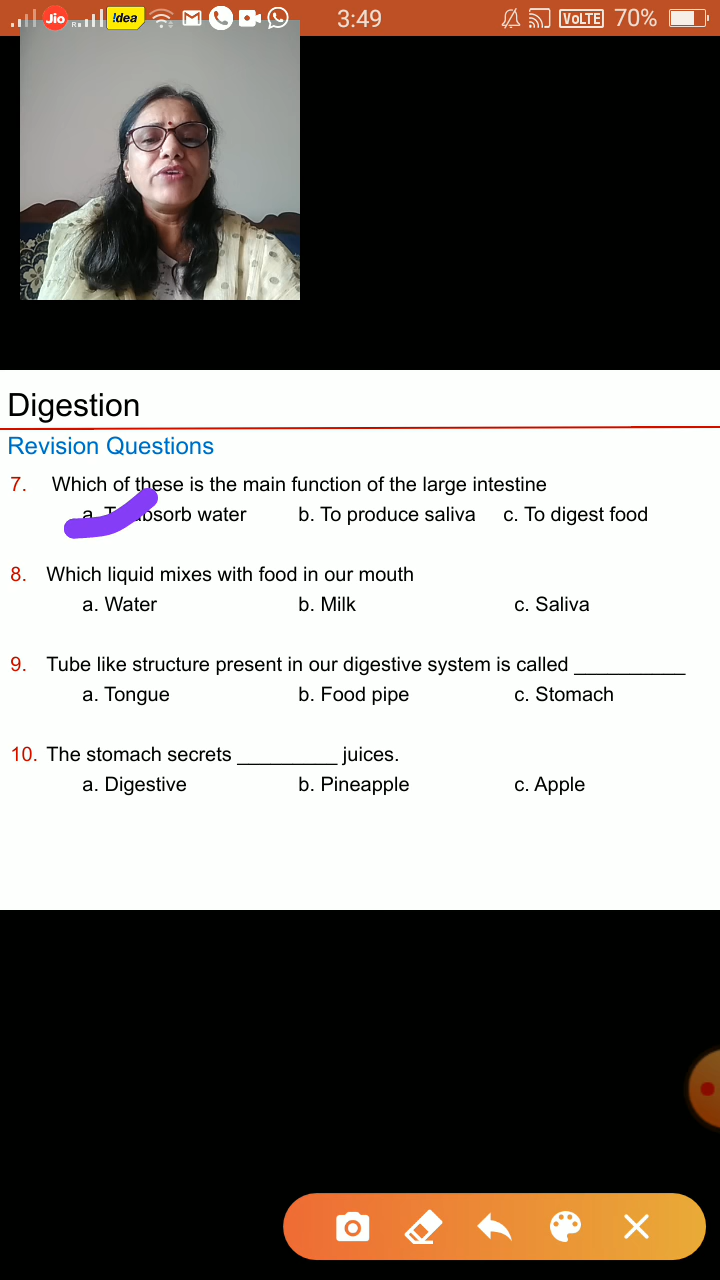 Jio
R
!dea
3:49
VoLTE
70%
Digestion
Revision Questions
7. Which of these is the main function of the large intestine
a. absorb water b. To produce saliva c. To digest food
8. Which liquid mixes with food in our mouth
a. Water b. Milk c. Saliva
9. Tube like structure present in our digestive system is called __________
a. Tongue b. Food pipe c. Stomach
10. The stomach secrets _________ juices.
a. Digestive b. Pineapple c. Apple